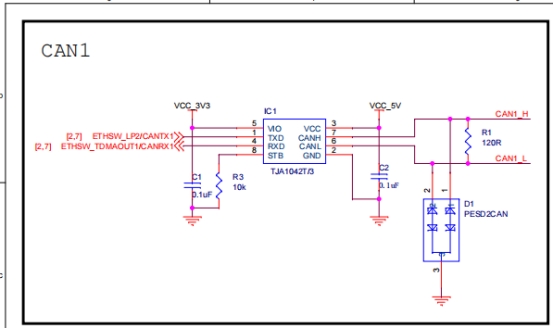 CAN1
VCC_3V3
IC1
VCC_5V
CAN1_H
5 VIO VCC 3
[2,7] ETHSW_LP2/CANTX1 1 TXD CANH 7
[2,7] ETHSW_TDMAOUT1/CANRX1 4 RXD CANL 6
8 STB GND 2
TJA1042T/3
R1
120R
CAN1_L
C1
0.1uF
R3
10k
C2
0.1uF
2 1
D1
PESD2CAN
3